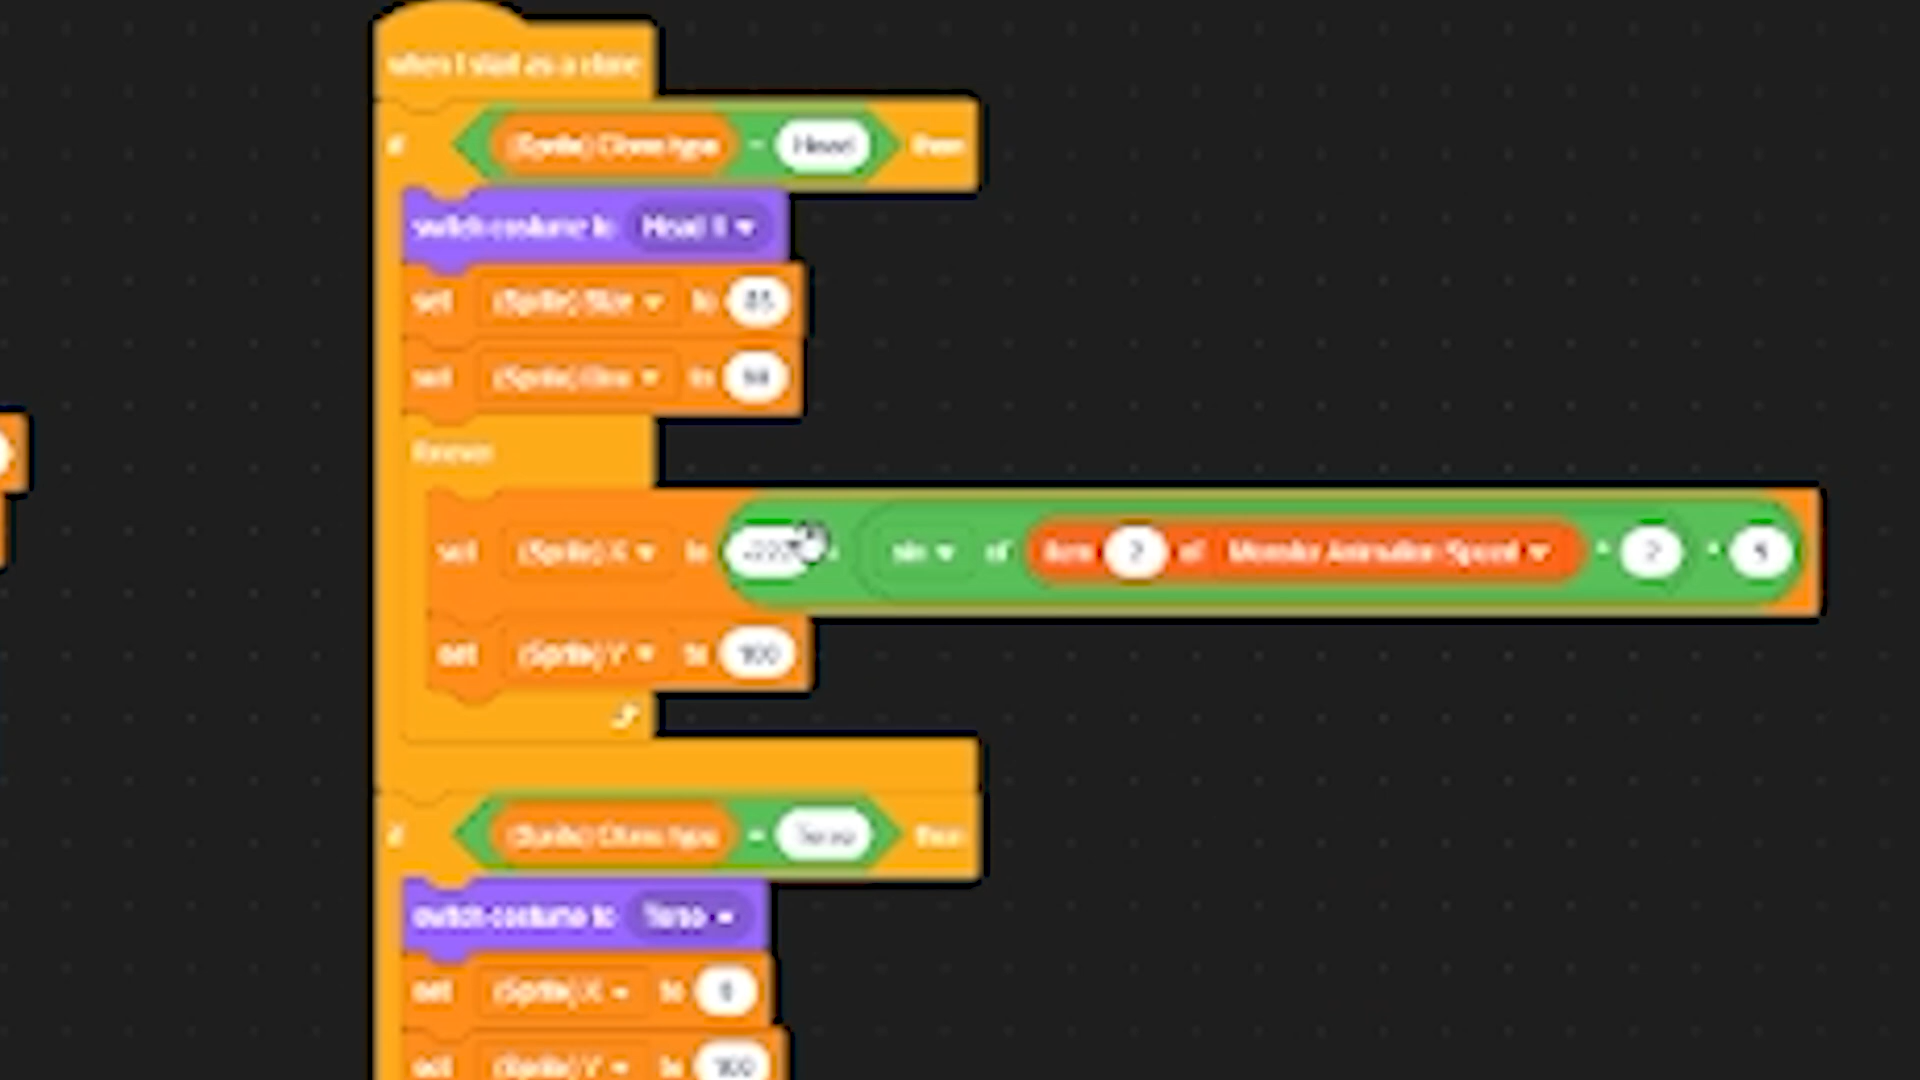 when I start as a clone
if (Sprite) Clone type = Head then
switch costume to Head 1
set (Sprite) Size to
set (Sprite) to
forever
set (Sprite) X to sin of item 2 of Monster Animation Speed * 2 * 5
set (Sprite) Y to 100
if (Sprite) Clone type = Torso then
switch costume to Torso
set (Sprite) X to 0
set (Sprite) Y to 100